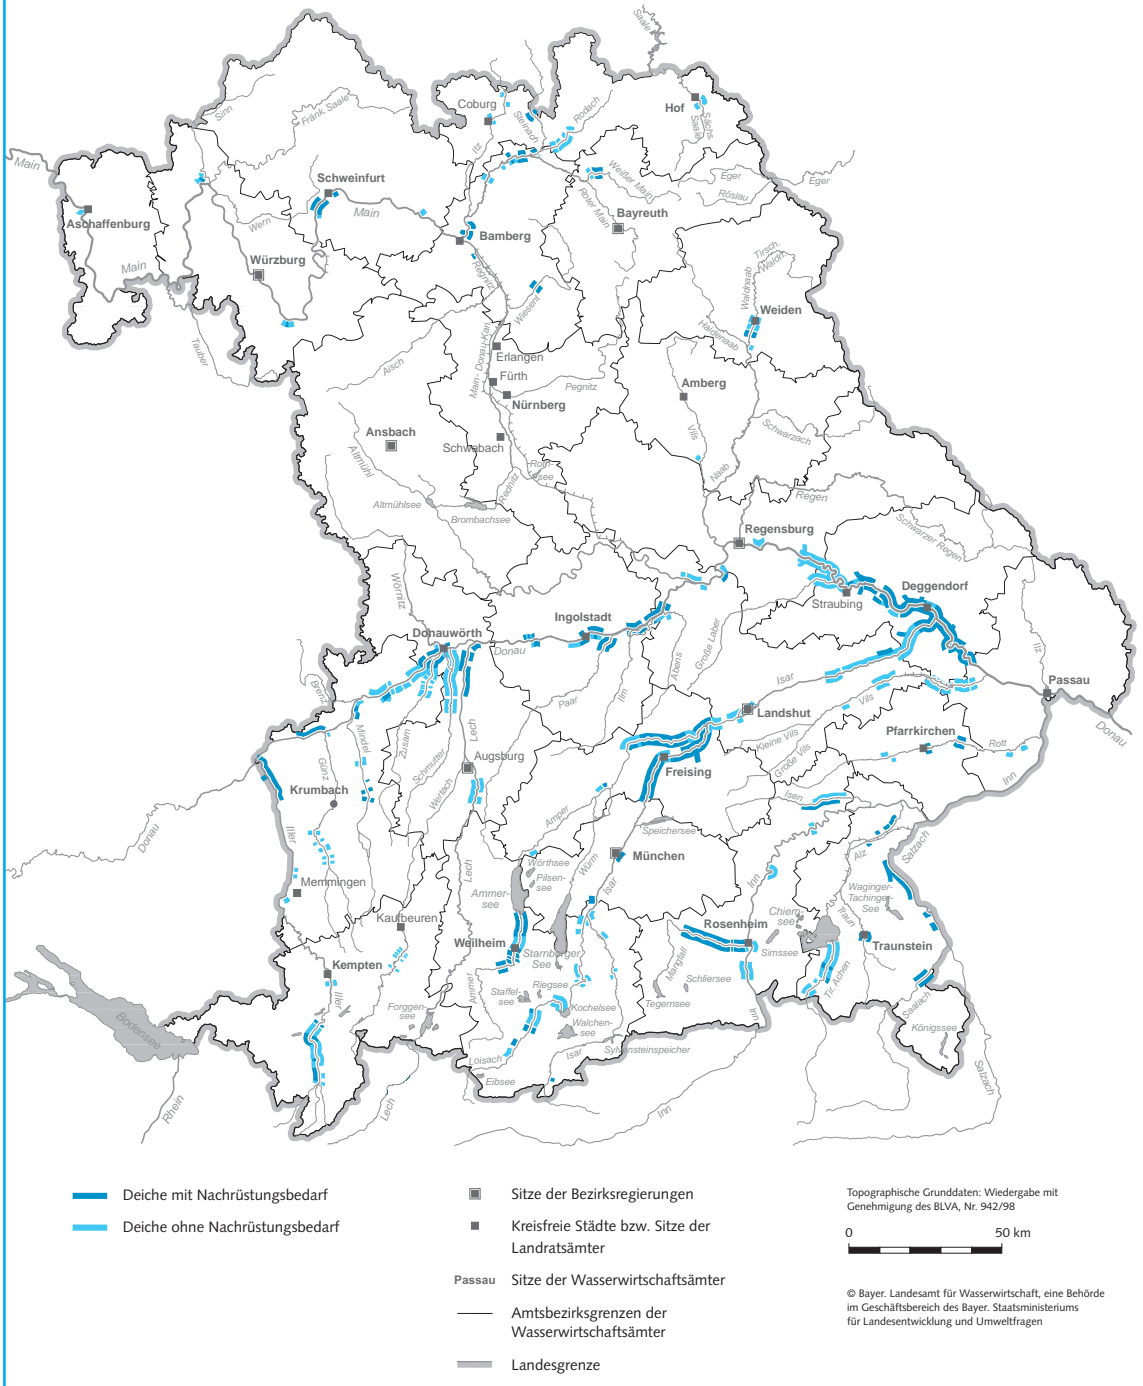 Saale
Coburg
Hof
Sinn
Fränk Saale
Steinach
Rodach
Sächs.
Saale
Itz
Main
Schweinfurt
Weißer Main
Eger
Eger
Röslau
Main
Roter Main
Bayreuth
Aschaffenburg
Wern
Bamberg
Main
Würzburg
Regnitz
Tirsch.
Waldn.
Waldnaab
Wiesent
Weiden
Tauber
Haidenaab
Main- Donau-Kan.
Erlangen
Aisch
Fürth
Pegnitz
Amberg
Nürnberg
Ansbach
Schwabach
Vils
Schwarzach
Altmühl
Roth-
see
Naab
Rednitz
Regen
Altmühlsee
Brombachsee
Regensburg
Schwarzer Regen
Wörnitz
Deggendorf
Straubing
Ingolstadt
Donauwörth
Donau
Große Laber
Abens
Itz
Isar
Passau
Brenz
Ilm
Paar
Vils
Landshut
Donau
Mindel
Zusam
Lech
Kleine Vils
Pfarrkirchen
Große Vils
Rott
Schmutter
Augsburg
Freising
Günz
Inn
Krumbach
Wertach
Isen
Amper
Donau
Iller
Speichersee
Salzach
München
Alz
Wörthsee
Würm
Lech
Pilsen-
see
Isar
Inn
Memmingen
Ammer-
see
Waginger-
Tachinger-
See
Kaufbeuren
Chiem-
see
Traun
Rosenheim
Weilheim
Starnberger
See
Simssee
Traunstein
Mangfall
Kempten
Tir. Achen
Schliersee
Iller
Ammer
Staffel-
see
Riegsee
Saalach
Forggen-
see
Kochelsee
Tegernsee
Inn
Bodensee
Walchen-
see
Königssee
Loisach
Isar
Sylvensteinspeicher
Eibsee
Salzach
Rhein
Lech
Inn
Deiche mit Nachrüstungsbedarf
Deiche ohne Nachrüstungsbedarf
Sitze der Bezirksregierungen
Kreisfreie Städte bzw. Sitze der
Landratsämter
Passau Sitze der Wasserwirtschaftsämter
Amtsbezirksgrenzen der
Wasserwirtschaftsämter
Landesgrenze
Topographische Grunddaten: Wiedergabe mit
Genehmigung des BLVA, Nr. 942/98
0 50 km
© Bayer. Landesamt für Wasserwirtschaft, eine Behörde
im Geschäftsbereich des Bayer. Staatsministeriums
für Landesentwicklung und Umweltfragen